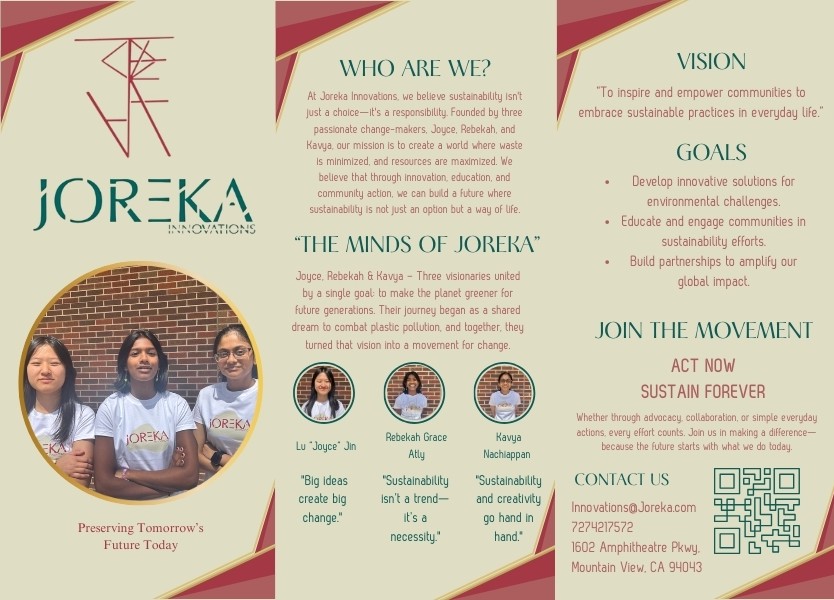 JOREKA
INNOVATIONS
JOREKA
JOREKA
JOREKA
Preserving Tomorrow's
Future Today
WHO ARE WE?
At Joreka Innovations, we believe sustainability isn't
just a choice—it's a responsibility. Founded by three
passionate change-makers, Joyce, Rebekah, and
Kavya, our mission is to create a world where waste
is minimized, and resources are maximized. We
believe that through innovation, education, and
community action, we can build a future where
sustainability is not just an option but a way of life.
“THE MINDS OF JOREKA”
Joyce, Rebekah & Kavya – Three visionaries united
by a single goal: to make the planet greener for
future generations. Their journey began as a shared
dream to combat plastic pollution, and together, they
turned that vision into a movement for change.
Lu “Joyce” Jin
"Big ideas
create big
change."
Rebekah Grace
Atly
"Sustainability
isn't a trend—
it's a
necessity."
Kavya
Nachiappan
"Sustainability
and creativity
go hand in
hand."
VISION
"To inspire and empower communities to
embrace sustainable practices in everyday life."
GOALS
• Develop innovative solutions for
environmental challenges.
• Educate and engage communities in
sustainability efforts.
• Build partnerships to amplify our
global impact.
JOIN THE MOVEMENT
ACT NOW
SUSTAIN FOREVER
Whether through advocacy, collaboration, or simple everyday
actions, every effort counts. Join us in making a difference—
because the future starts with what we do today.
CONTACT US
Innovations@Joreka.com
7274217572
1602 Amphitheatre Pkwy,
Mountain View, CA 94043